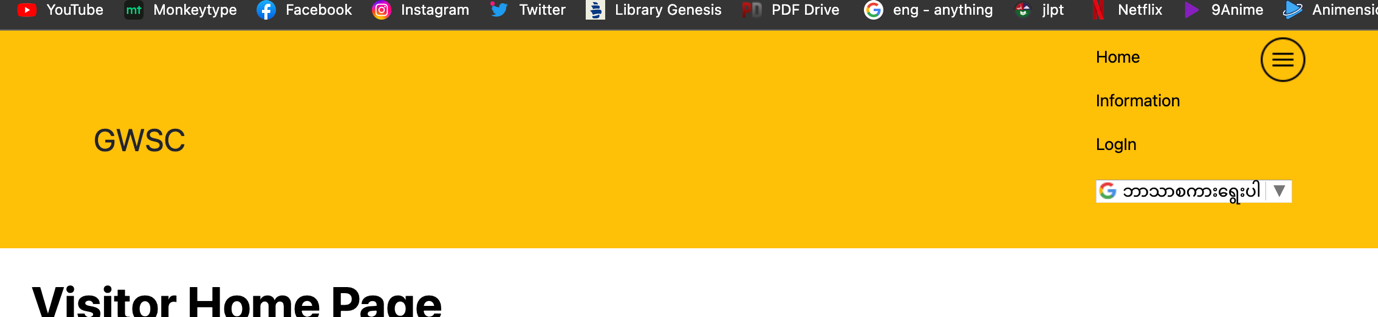 YouTube Monkeytype Facebook Instagram Twitter Library Genesis PDF Drive eng - anything jlpt Netflix 9Anime Animensi
Home
Information
GWSC
LogIn
ဘာသာစကားရွေးပါ ▼
Visitor Home Page